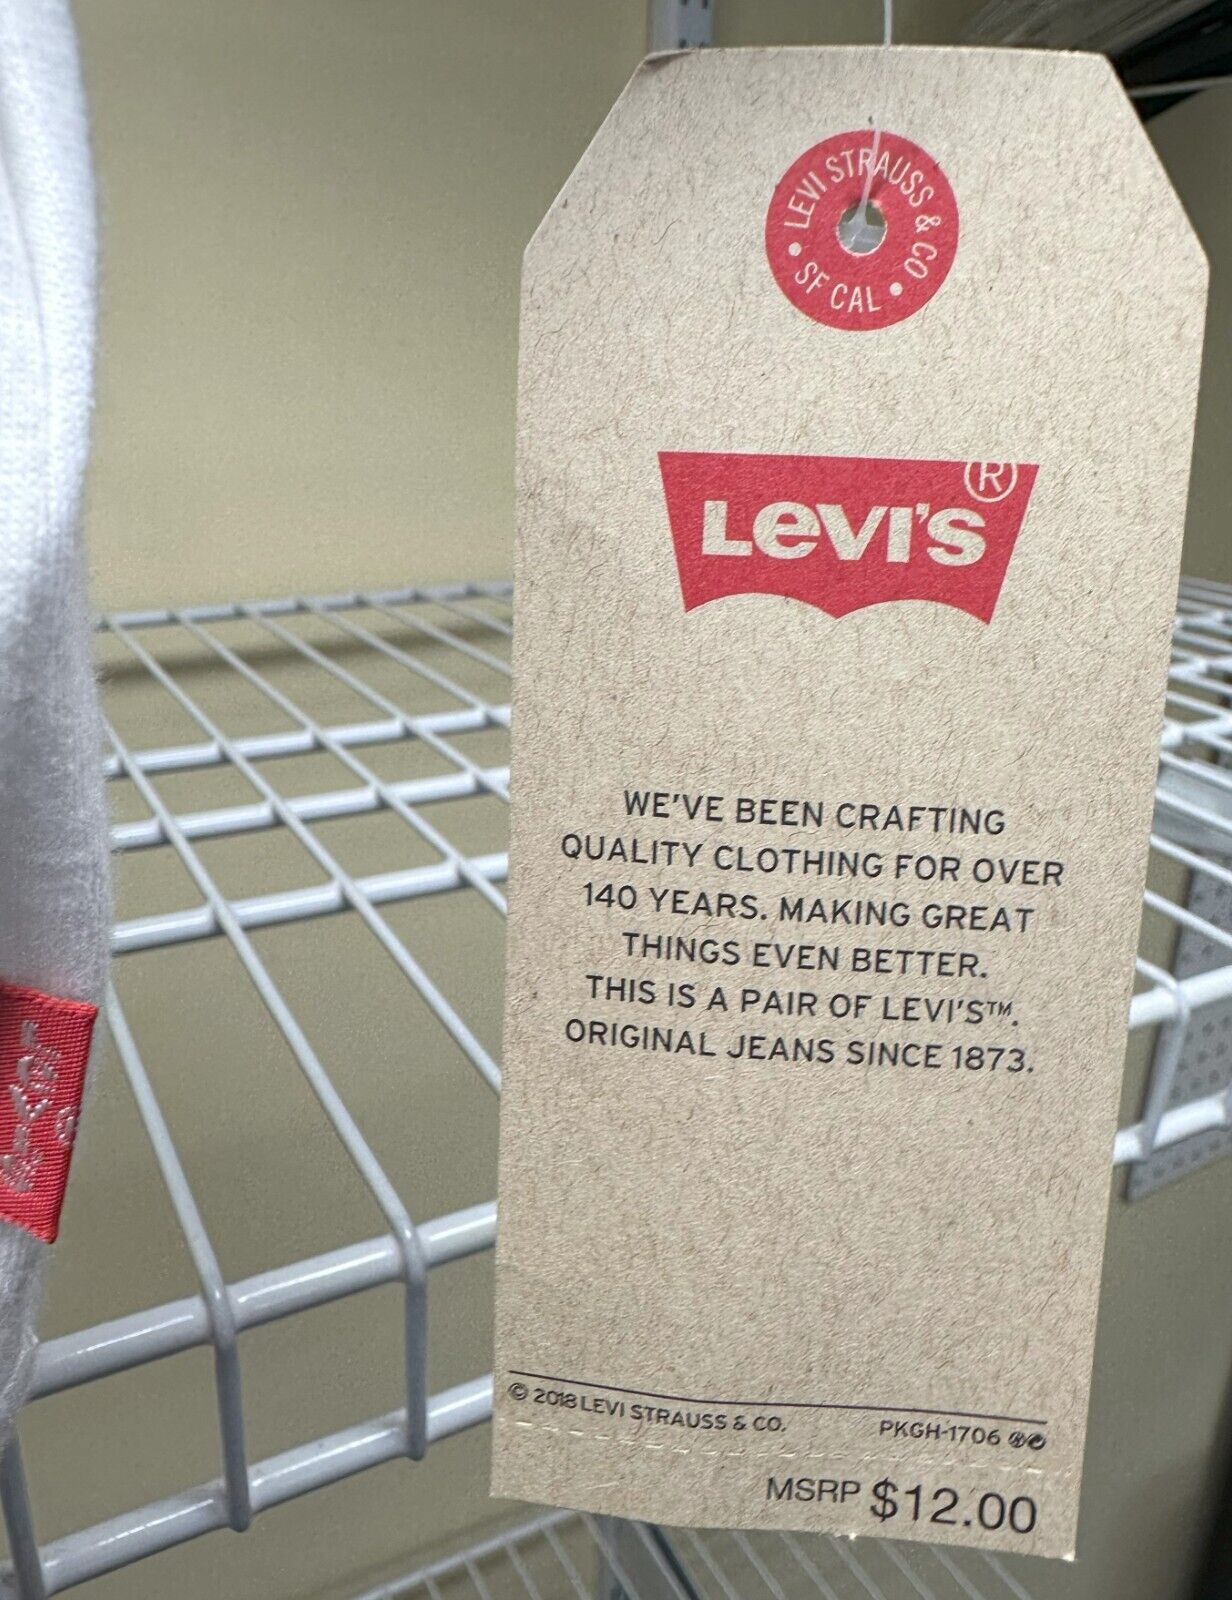 LEVI STRAUSS & CO
• SF CAL •
LEVI'S®
WE'VE BEEN CRAFTING
QUALITY CLOTHING FOR OVER
140 YEARS. MAKING GREAT
THINGS EVEN BETTER.
THIS IS A PAIR OF LEVI'S™.
ORIGINAL JEANS SINCE 1873.
© 2018 LEVI STRAUSS & CO.
PKGH-1706
MSRP $12.00